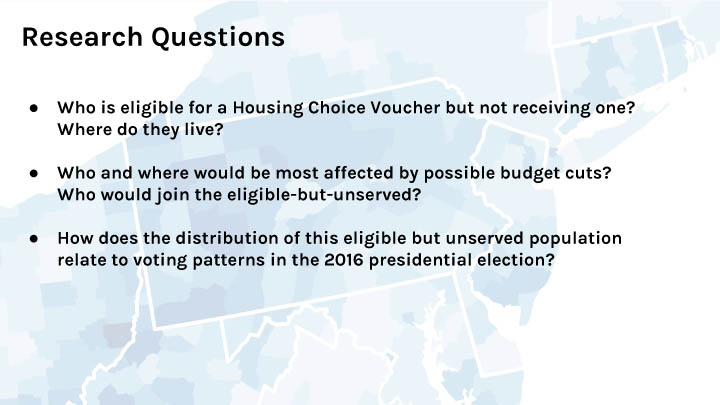 Research Questions
● Who is eligible for a Housing Choice Voucher but not receiving one?
Where do they live?
● Who and where would be most affected by possible budget cuts?
Who would join the eligible-but-unserved?
● How does the distribution of this eligible but unserved population
relate to voting patterns in the 2016 presidential election?